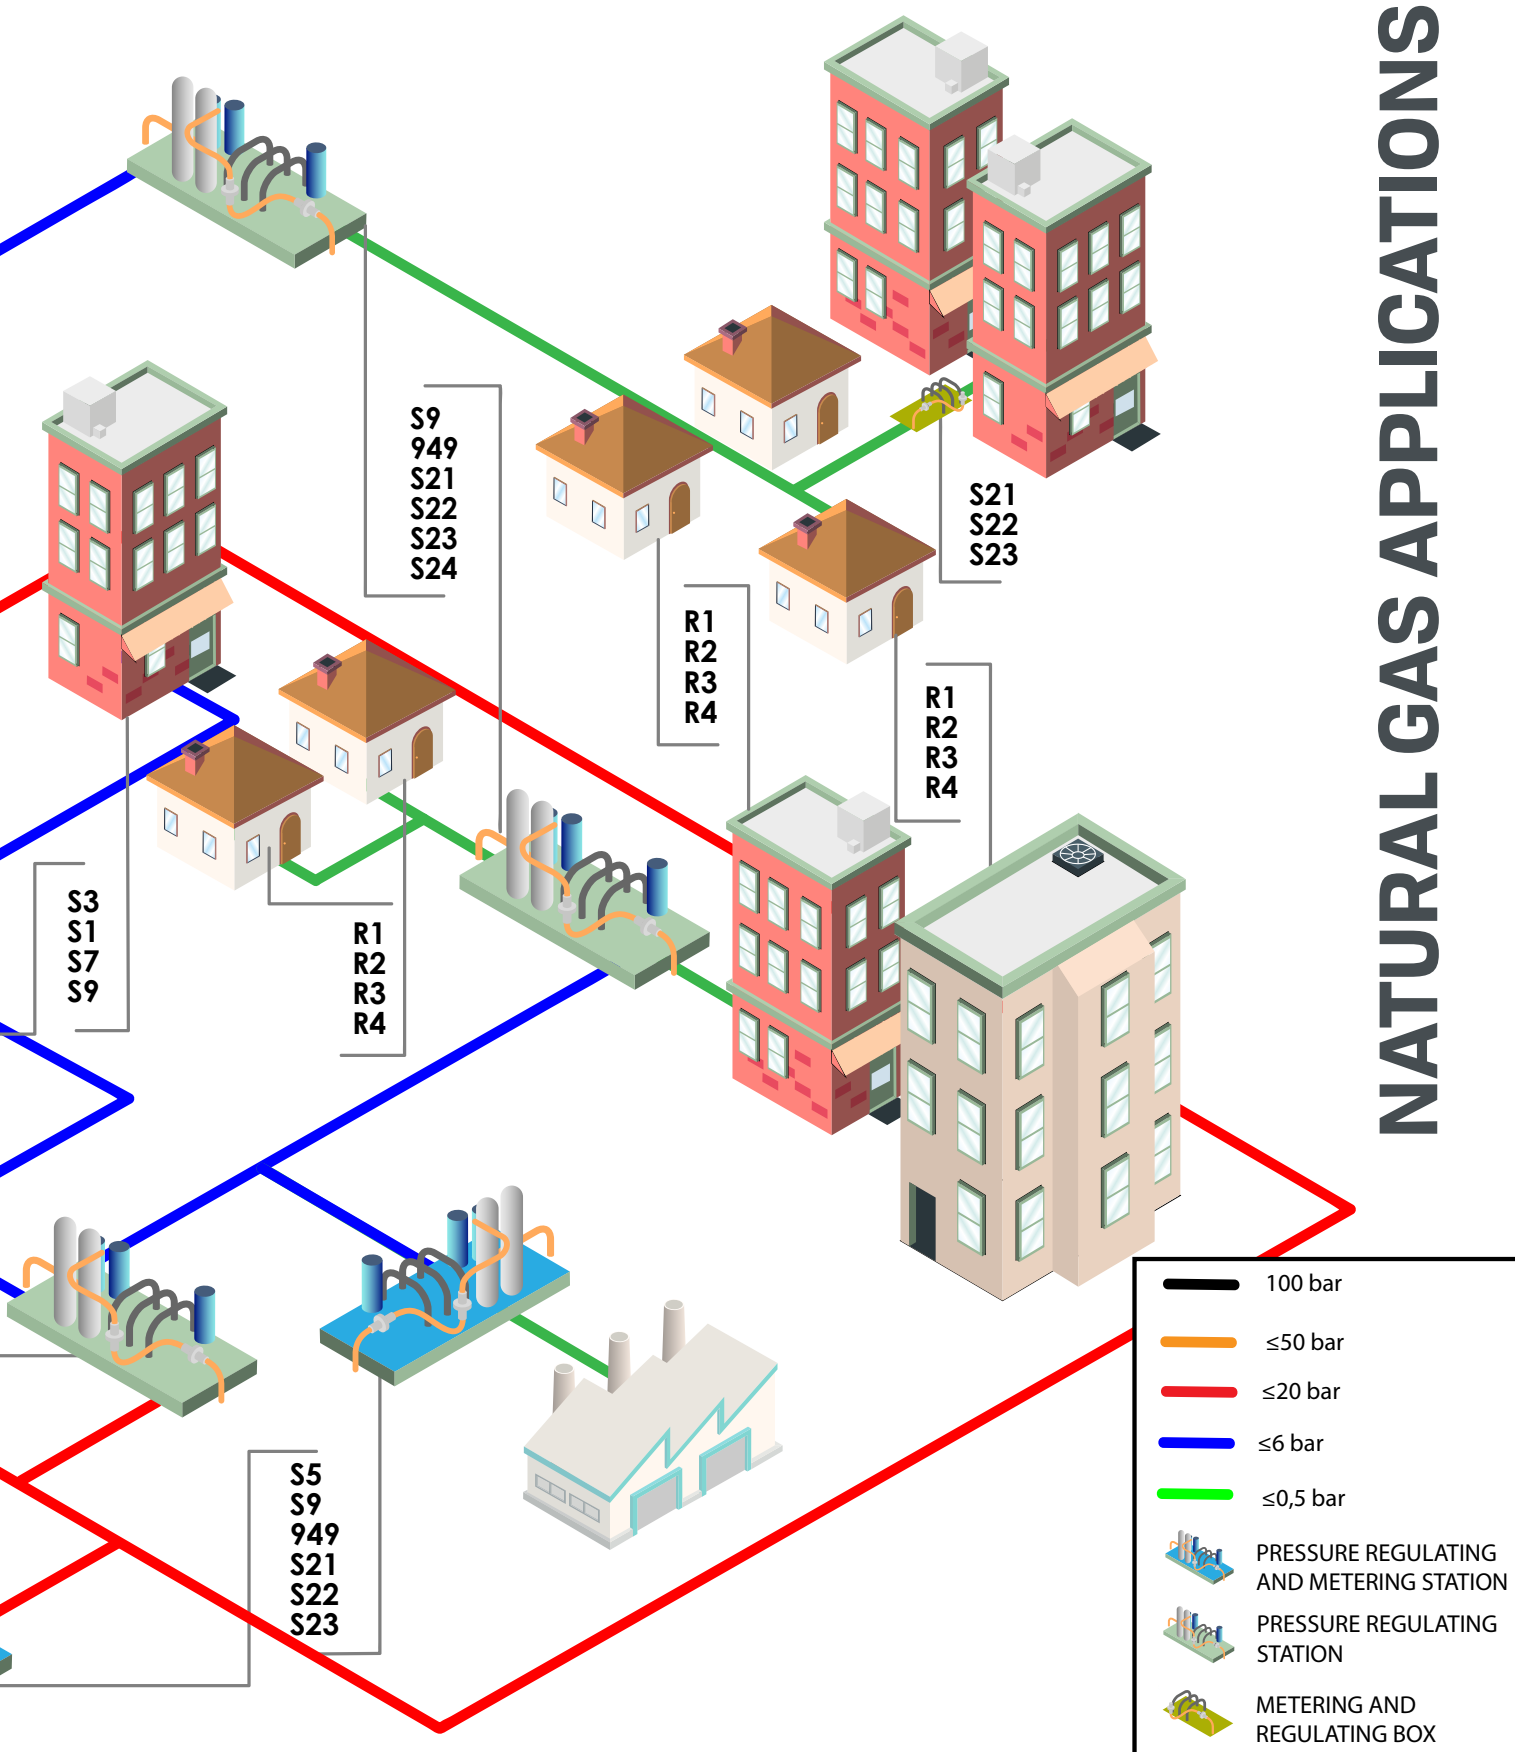 NATURAL GAS APPLICATIONS
S9
949
S21
S22
S23
S24
S21
S22
S23
R1
R2
R3
R4
R1
R2
R3
R4
S3
S1
S7
S9
R1
R2
R3
R4
S5
S9
949
S21
S22
S23
100 bar
≤50 bar
≤20 bar
≤6 bar
≤0,5 bar
PRESSURE REGULATING
AND METERING STATION
PRESSURE REGULATING
STATION
METERING AND
REGULATING BOX